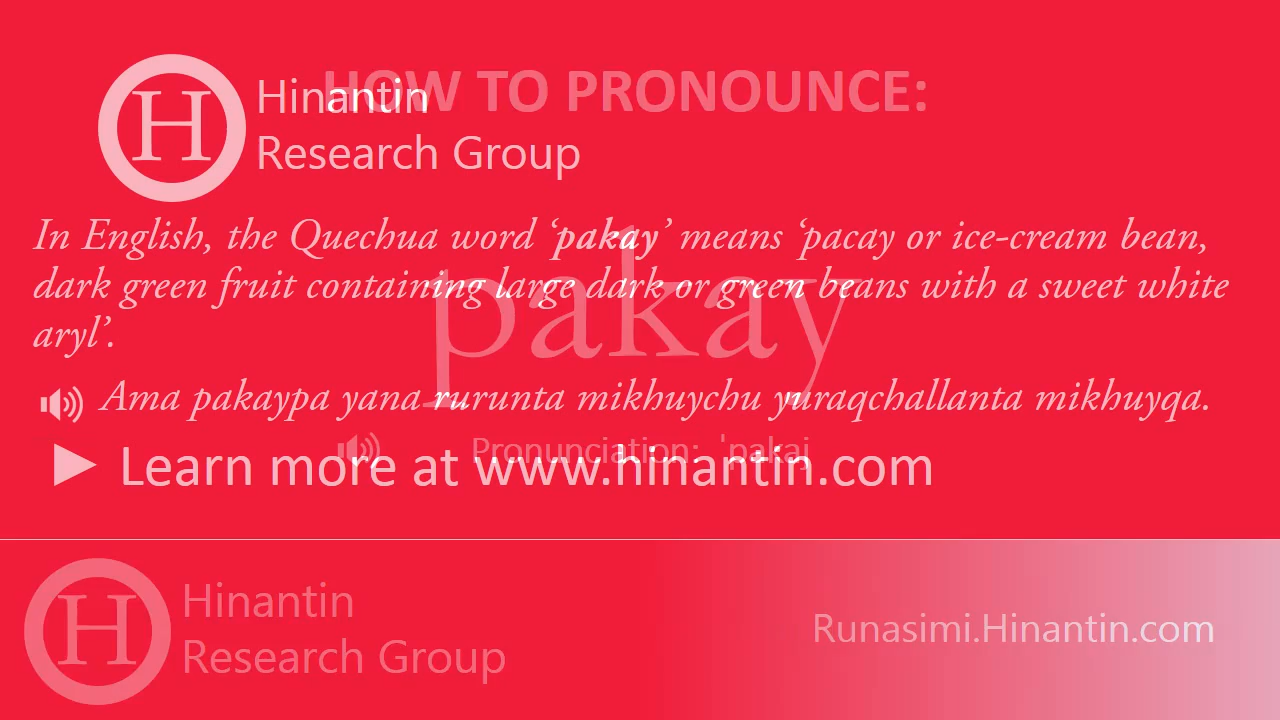 H
Hinantin
Research Group
HOW TO PRONOUNCE:
In English, the Quechua word ‘pakay’ means ‘pacay or ice-cream bean,
dark green fruit containing large dark or green beans with a sweet white
aryl’.
pakay
Ama pakaypa yana rurunta mikhuychu yuraqchallanta mikhuyqa.
Pronunciation: ˈpakaj
Learn more at www.hinantin.com
H
Hinantin
Research Group
Runasimi.Hinantin.com